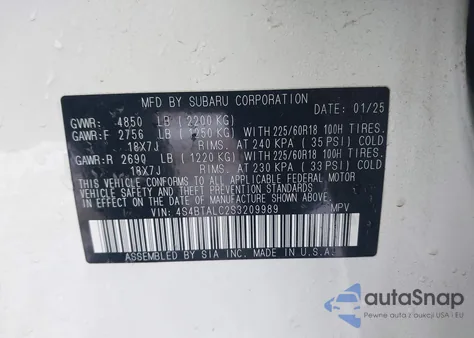 MFD BY SUBARU CORPORATION DATE: 01/25
GVWR: 4850 LB (2200 KG)
GAWR:F 2756 LB (1250 KG) WITH 225/60R18 100H TIRES.
18X7J RIMS. AT 240 KPA (35 PSI) COLD
GAWR:R 2690 LB (1220 KG) WITH 225/60R18 100H TIRES.
18X7J RIMS. AT 230 KPA (33 PSI) COLD
THIS VEHICLE CONFORMS TO ALL APPLICABLE FEDERAL MOTOR
VEHICLE SAFETY AND THEFT PREVENTION STANDARDS
IN EFFECT ON THE DATE OF MANUFACTURE SHOWN ABOVE.
VIN: 4S4BTALC2S3209989 MPV
ASSEMBLED BY SIA INC. MADE IN U.S.A.
autoSnap
Pewne auta z USA i EU